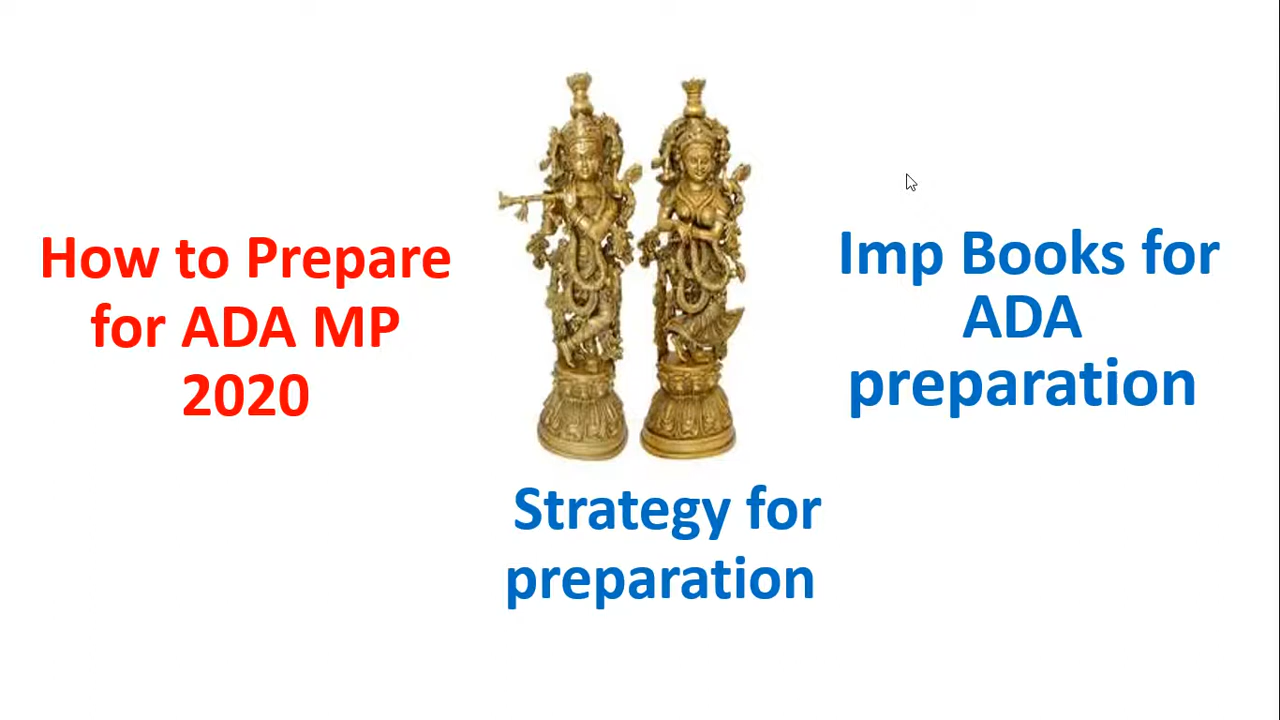 How to Prepare
for ADA MP
2020
Imp Books for
ADA
preparation
Strategy for
preparation